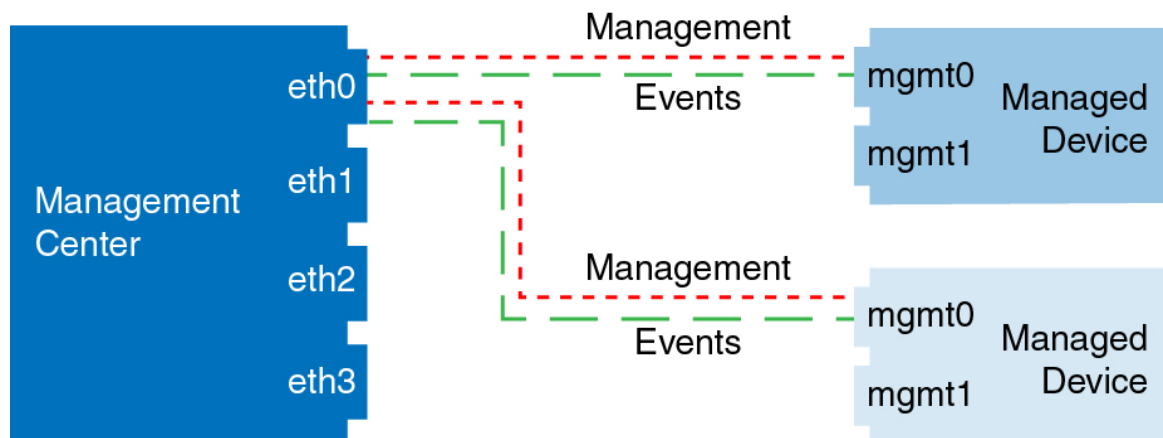 Management
Events
eth0
eth1
Management
Center
eth2
eth3
mgmt0
Managed
Device
mgmt1
Management
Events
mgmt0
Managed
Device
mgmt1